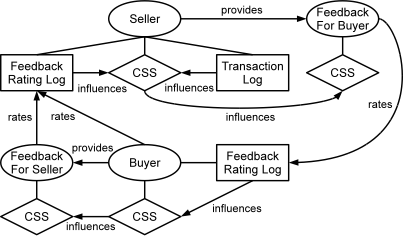 Seller
provides
Feedback
For Buyer
Feedback
Rating Log
influences
CSS
influences
Transaction
Log
CSS
influences
rates
rates
rates
Feedback
For Seller
provides
Buyer
Feedback
Rating Log
CSS
influences
CSS
influences